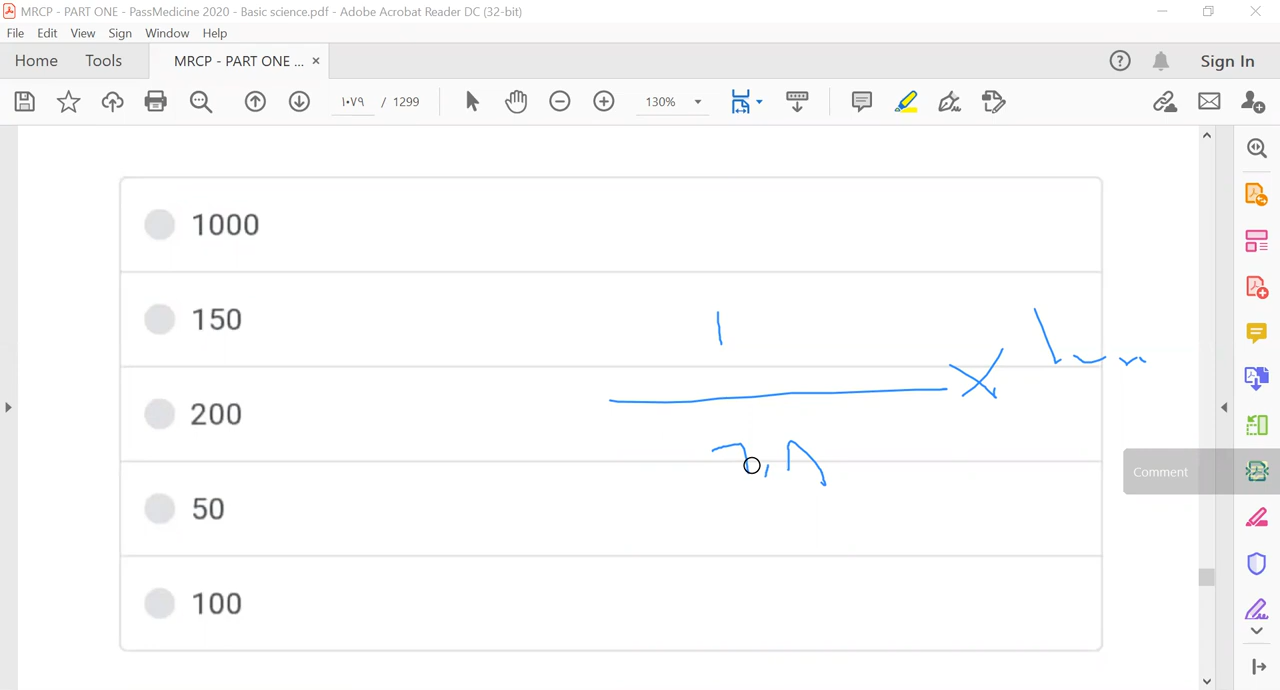 MRCP - PART ONE - PassMedicine 2020 - Basic science.pdf - Adobe Acrobat Reader DC (32-bit)
File Edit View Sign Window Help
Home Tools MRCP - PART ONE ... × Sign In
١٠٧٩ / 1299 130%
1000
150
200
50
100
Comment